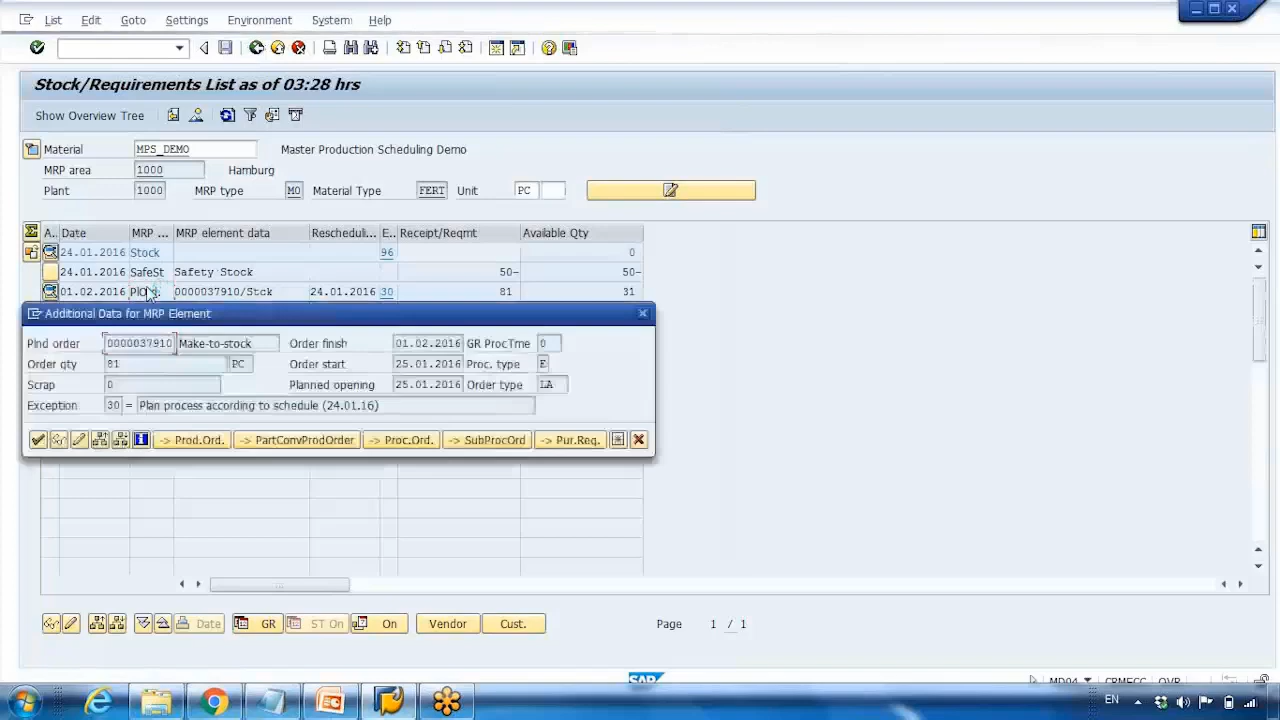 List Edit Goto Settings Environment System Help
Stock/Requirements List as of 03:28 hrs
Show Overview Tree
Material MPS_DEMO Master Production Scheduling Demo
MRP area 1000 Hamburg
Plant 1000 MRP type M0 Material Type FERT Unit PC
A.. Date MRP ... MRP element data Rescheduli... E.. Receipt/Reqmt Available Qty
24.01.2016 Stock 96 0
24.01.2016 SafeSt Safety Stock 50- 50-
01.02.2016 0000037910/Stck 24.01.2016 30 81 31
Additional Data for MRP Element
Plnd order 0000037910 Make-to-stock Order finish 01.02.2016 GR ProcTme 0
Order qty 81 PC Order start 25.01.2016 Proc. type E
Scrap 0 Planned opening 25.01.2016 Order type LA
Exception 30 = Plan process according to schedule (24.01.16)
-> Prod.Ord. -> PartConvProdOrder -> Proc.Ord. -> SubProcOrd -> Pur.Req.
Date GR ST On On Vendor Cust. Page 1 / 1
SAP MD04 CRMECC OVR
EN